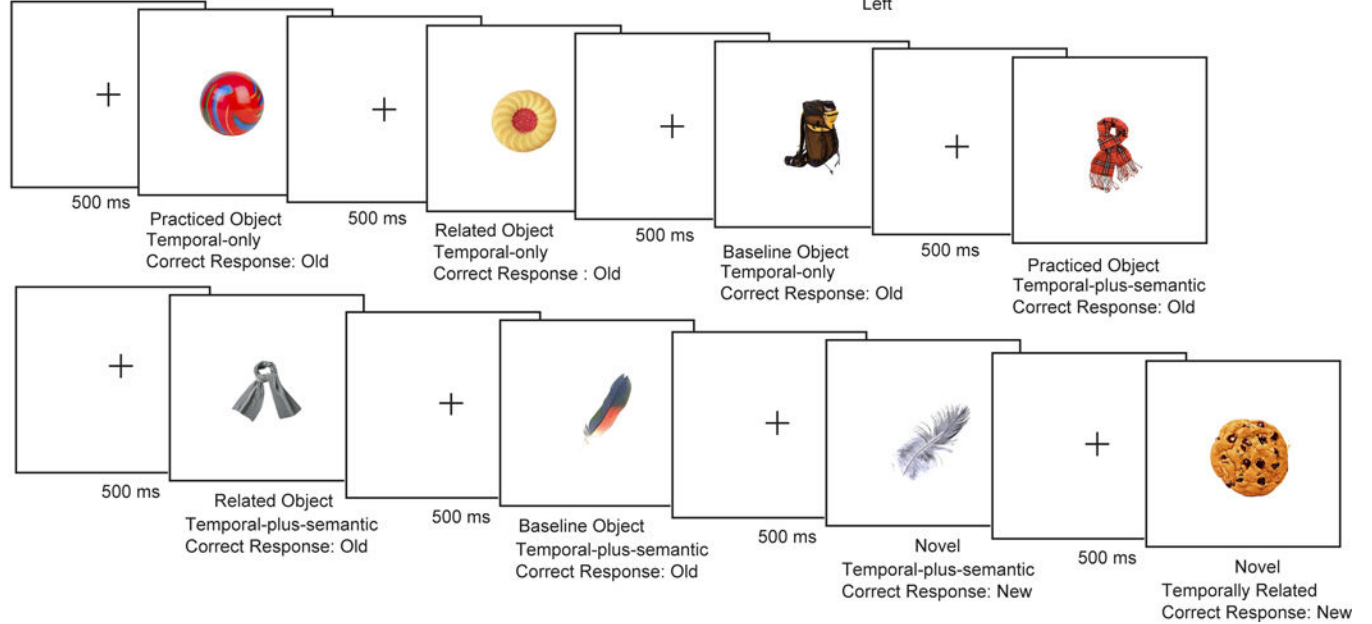 Left
500 ms
Practiced Object
Temporal-only
Correct Response: Old
500 ms
Related Object
Temporal-only
Correct Response : Old
500 ms
Baseline Object
Temporal-only
Correct Response: Old
500 ms
Practiced Object
Temporal-plus-semantic
Correct Response: Old
500 ms
Related Object
Temporal-plus-semantic
Correct Response: Old
500 ms
Baseline Object
Temporal-plus-semantic
Correct Response: Old
500 ms
Novel
Temporal-plus-semantic
Correct Response: New
500 ms
Novel
Temporally Related
Correct Response: New